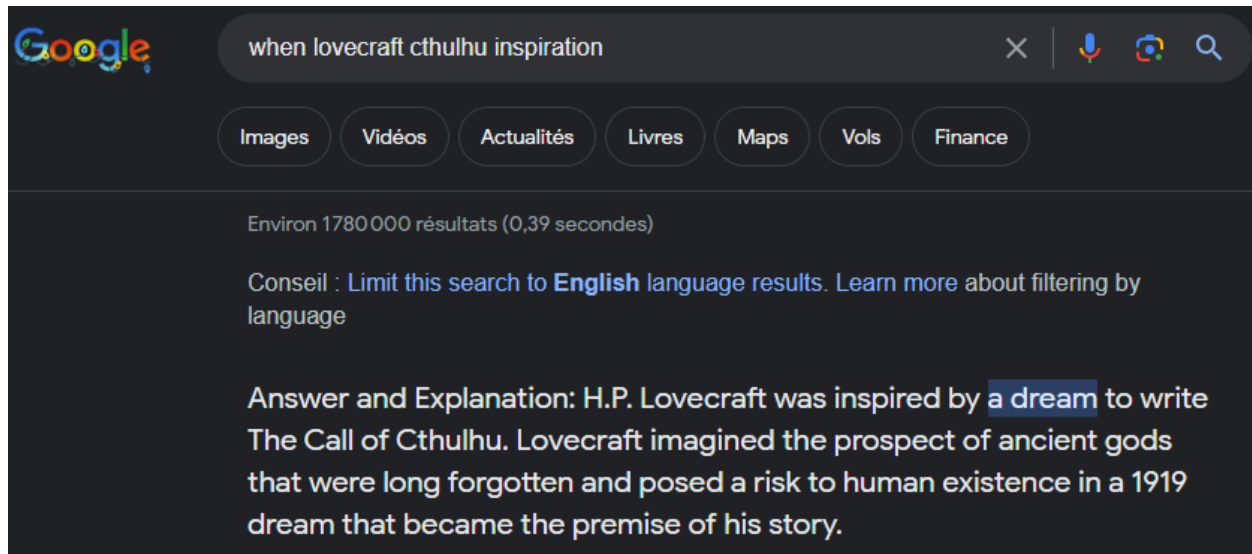 Google
when lovecraft cthulhu inspiration
Images Vidéos Actualités Livres Maps Vols Finance
Environ 1 780 000 résultats (0,39 secondes)
Conseil : Limit this search to English language results. Learn more about filtering by
language
Answer and Explanation: H.P. Lovecraft was inspired by a dream to write
The Call of Cthulhu. Lovecraft imagined the prospect of ancient gods
that were long forgotten and posed a risk to human existence in a 1919
dream that became the premise of his story.